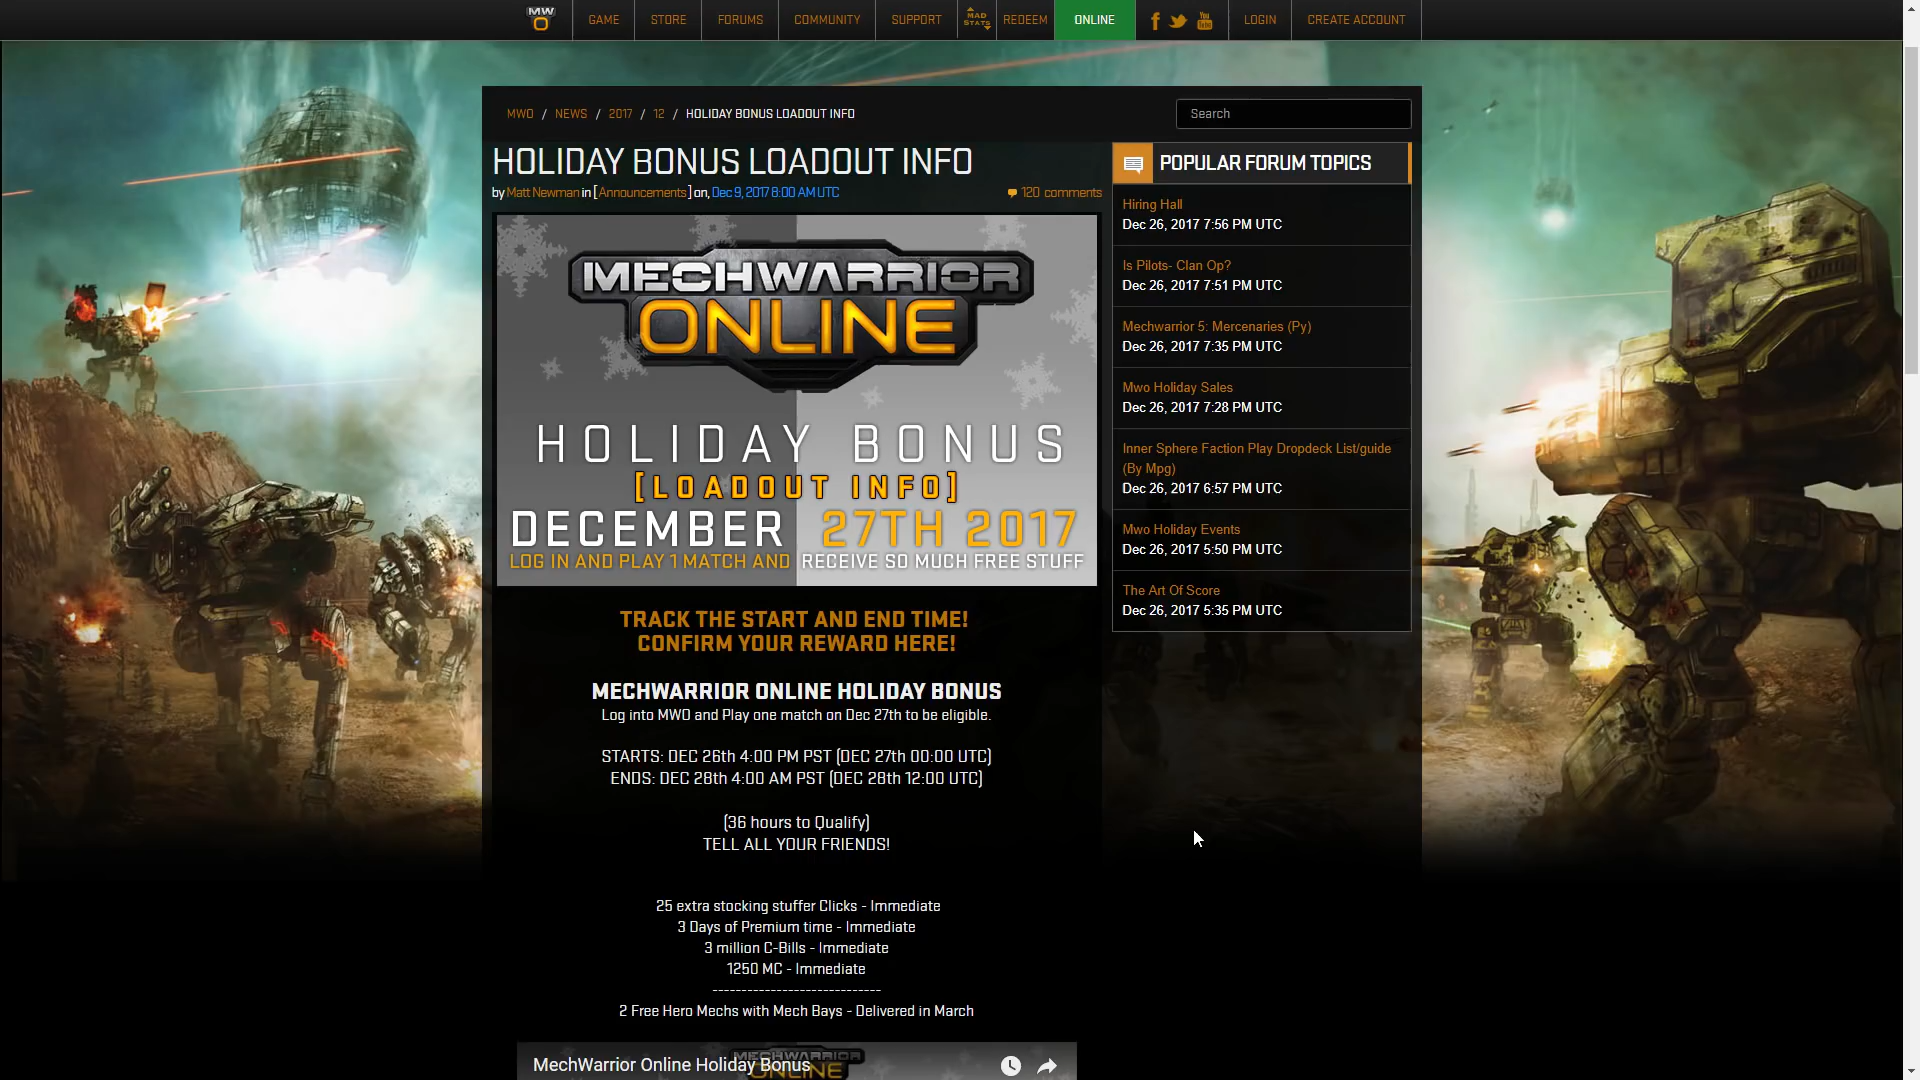 MW
O
GAME
STORE
FORUMS
COMMUNITY
SUPPORT
MAD
STATS
REDEEM
ONLINE
You
LOGIN
CREATE ACCOUNT
MWO / NEWS / 2017 / 12 / HOLIDAY BONUS LOADOUT INFO
Search
HOLIDAY BONUS LOADOUT INFO
by Matt Newman in [Announcements] on, Dec 9, 2017 8:00 AM UTC
120 comments
MECHWARRIOR
ONLINE
HOLIDAY BONUS
[LOADOUT INFO]
DECEMBER 27TH 2017
LOG IN AND PLAY 1 MATCH AND RECEIVE SO MUCH FREE STUFF
TRACK THE START AND END TIME!
CONFIRM YOUR REWARD HERE!
MECHWARRIOR ONLINE HOLIDAY BONUS
Log into MWO and Play one match on Dec 27th to be eligible.
STARTS: DEC 26th 4:00 PM PST (DEC 27th 00:00 UTC)
ENDS: DEC 28th 4:00 AM PST (DEC 28th 12:00 UTC)
(36 hours to Qualify)
TELL ALL YOUR FRIENDS!
25 extra stocking stuffer Clicks - Immediate
3 Days of Premium time - Immediate
3 million C-Bills - Immediate
1250 MC - Immediate
-----------------------------
2 Free Hero Mechs with Mech Bays - Delivered in March
MechWarrior Online Holiday Bonus
MECHWARRIOR
ONLINE
POPULAR FORUM TOPICS
Hiring Hall
Dec 26, 2017 7:56 PM UTC
Is Pilots- Clan Op?
Dec 26, 2017 7:51 PM UTC
Mechwarrior 5: Mercenaries (Py)
Dec 26, 2017 7:35 PM UTC
Mwo Holiday Sales
Dec 26, 2017 7:28 PM UTC
Inner Sphere Faction Play Dropdeck List/guide
(By Mpg)
Dec 26, 2017 6:57 PM UTC
Mwo Holiday Events
Dec 26, 2017 5:50 PM UTC
The Art Of Score
Dec 26, 2017 5:35 PM UTC